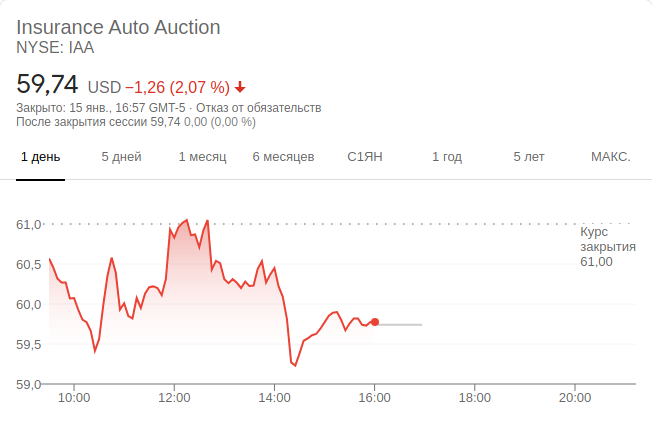 Insurance Auto Auction
NYSE: IAA
59,74 USD −1,26 (2,07 %)
Закрыто: 15 янв., 16:57 GMT-5 · Отказ от обязательств
После закрытия сессии 59,74 0,00 (0,00 %)
1 день 5 дней 1 месяц 6 месяцев С1ЯН 1 год 5 лет МАКС.
61,0
Курс
закрытия
61,00
60,5
60,0
59,5
59,0
10:00 12:00 14:00 16:00 18:00 20:00